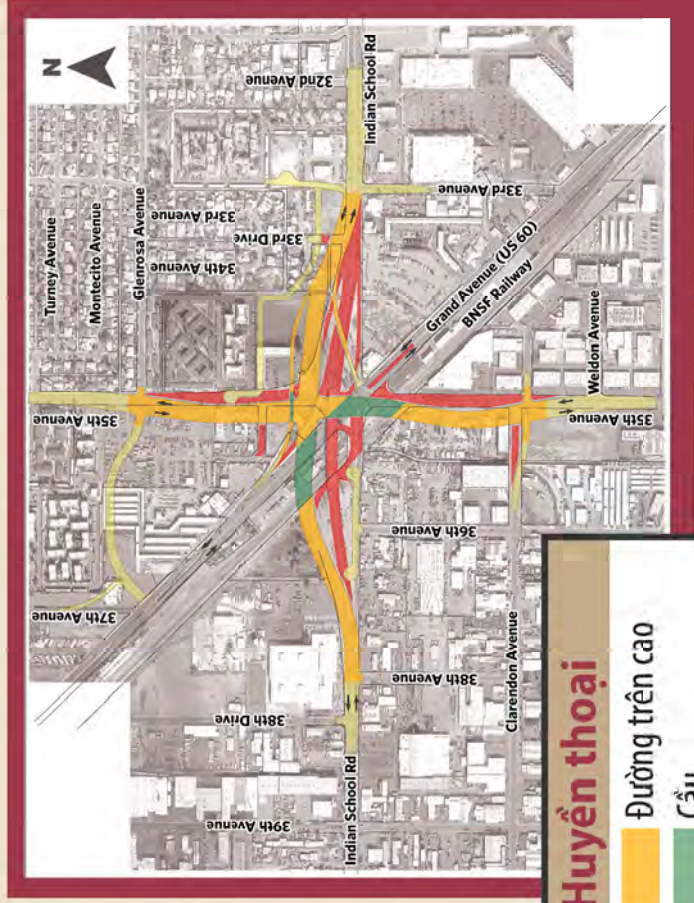 N
Turney Avenue
Montecito Avenue
Glenrosa Avenue
32nd Avenue
33rd Avenue
33rd Drive
34th Avenue
35th Avenue
37th Avenue
Indian School Rd
33rd Avenue
Grand Avenue (US 60)
BNSF Railway
Weldon Avenue
35th Avenue
36th Avenue
38th Avenue
38th Drive
39th Avenue
Indian School Rd
Clarendon Avenue
Huyền thoại
Đường trên cao
Cầu